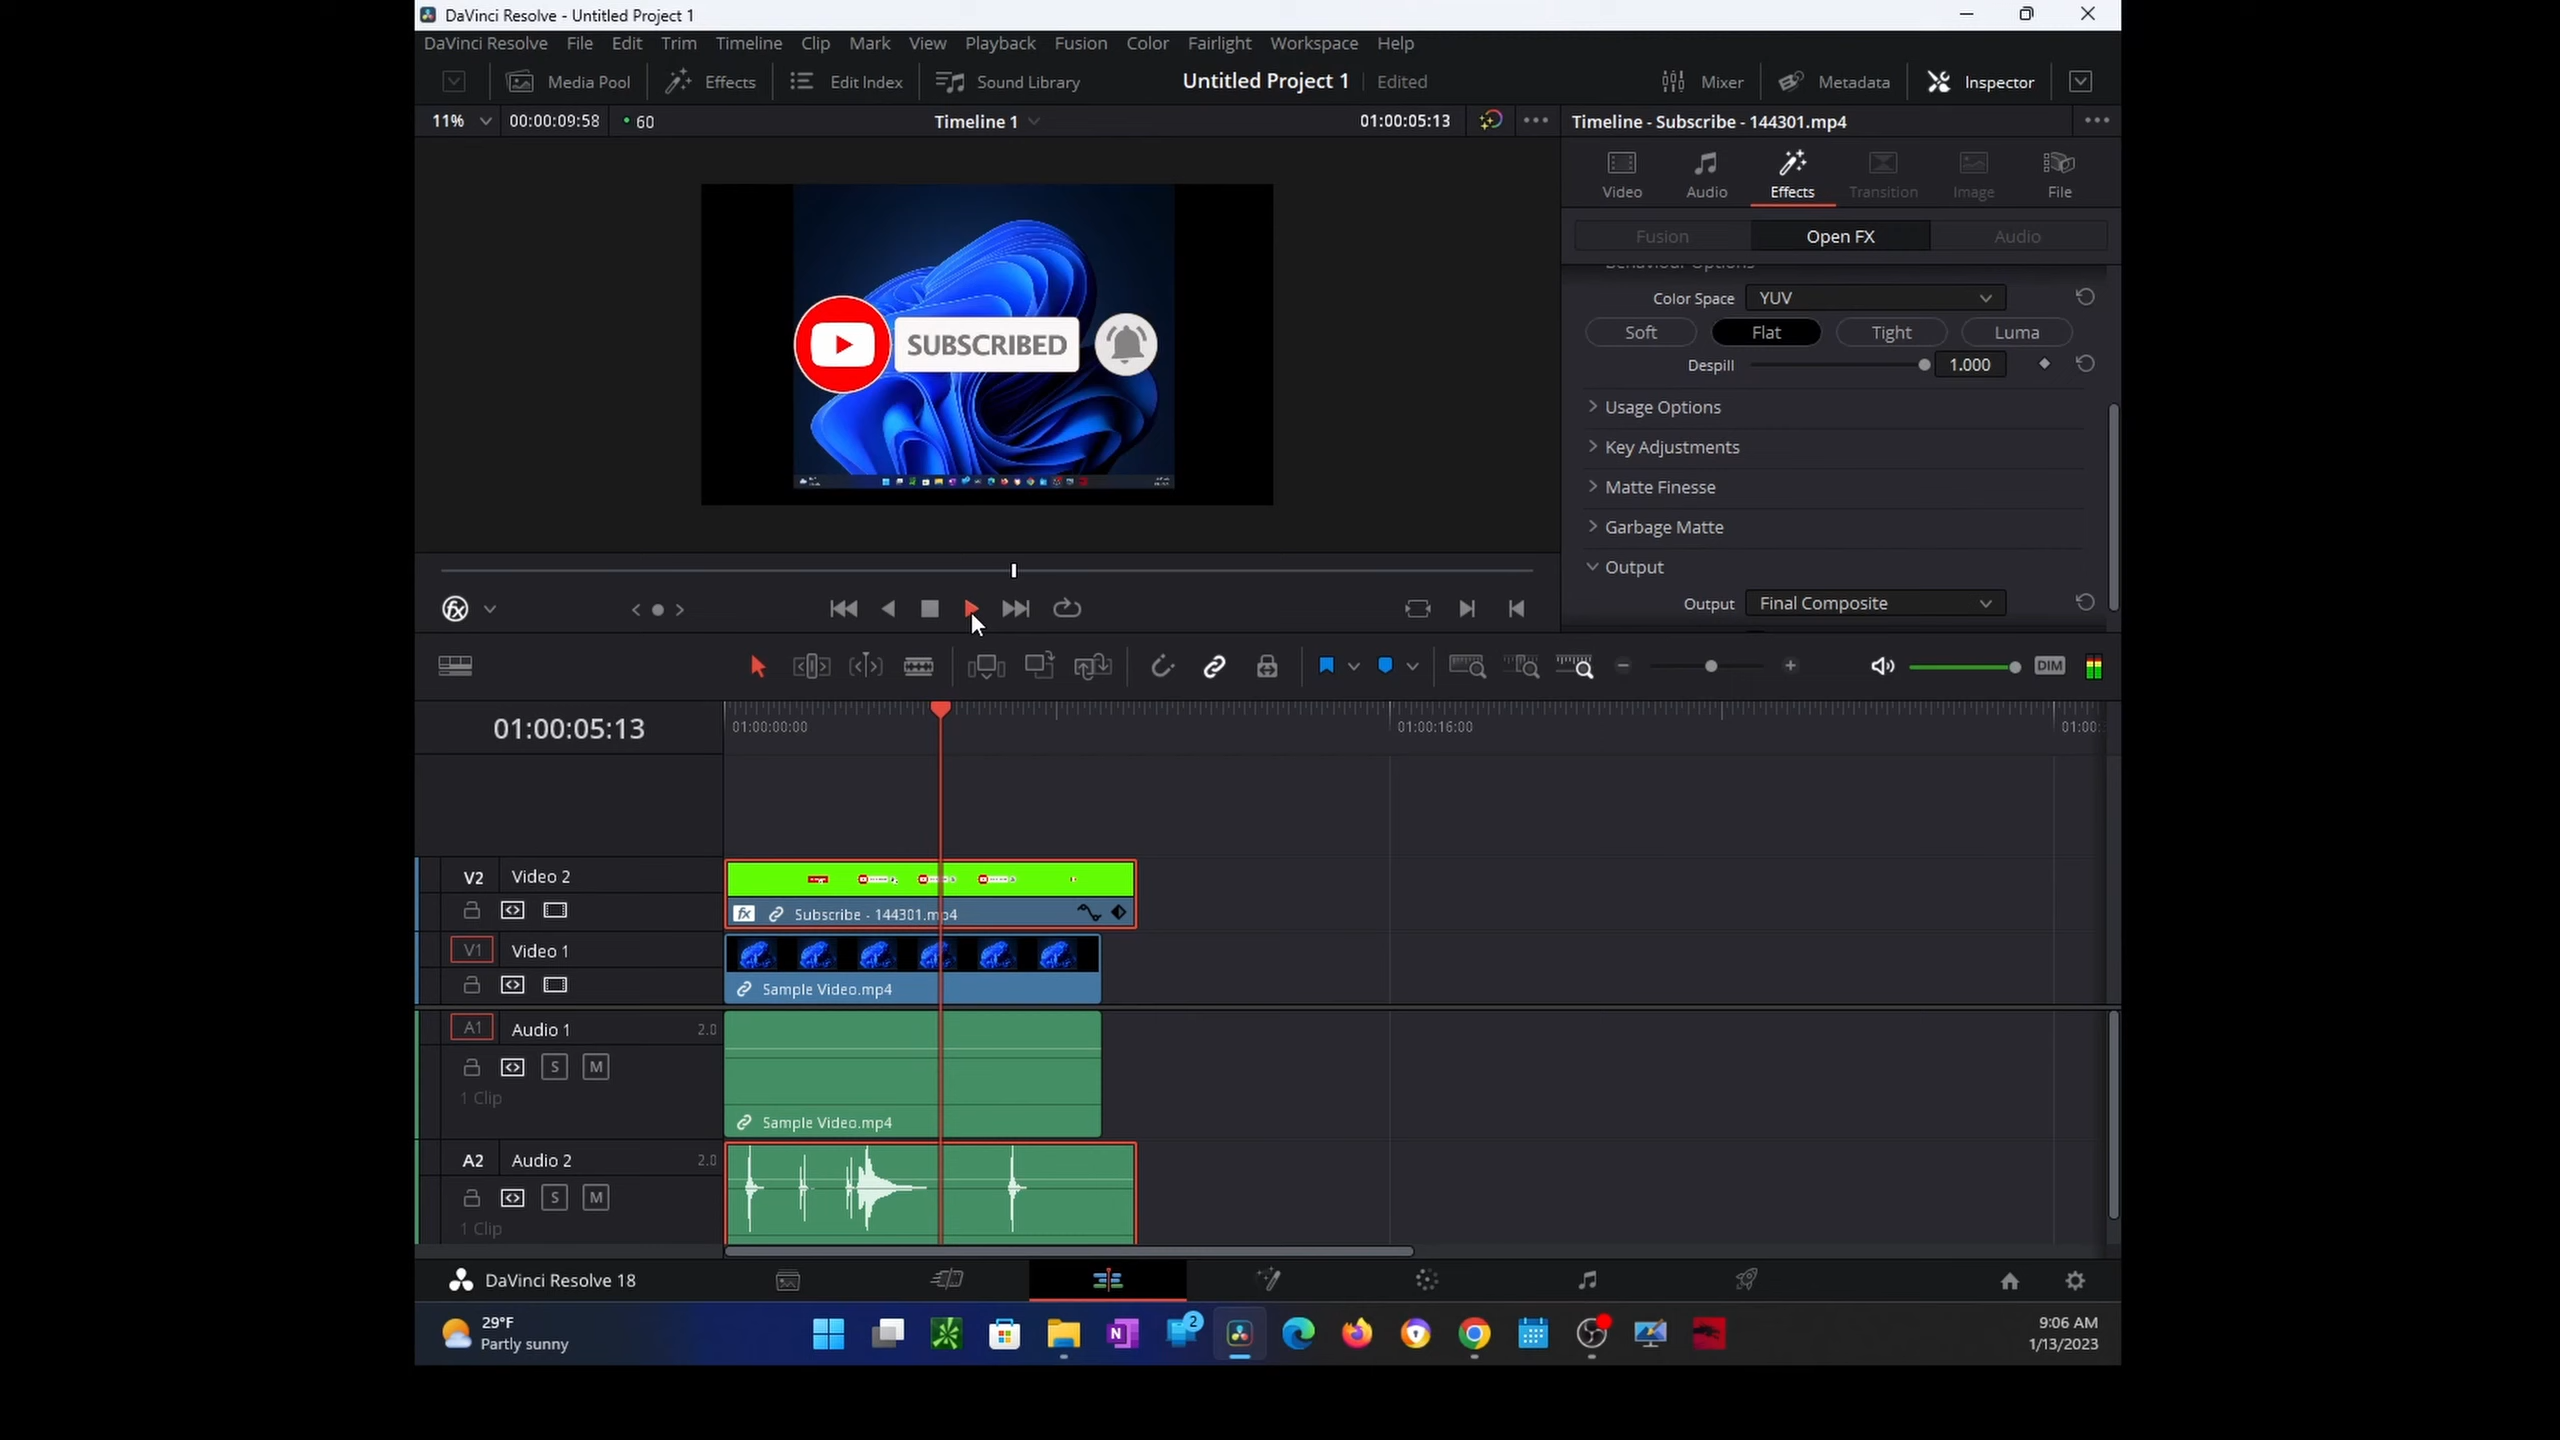 DaVinci Resolve - Untitled Project 1
DaVinci Resolve File Edit Trim Timeline Clip Mark View Playback Fusion Color Fairlight Workspace Help
Media Pool Effects Edit Index Sound Library Untitled Project 1 Edited Mixer Metadata Inspector
11% 00:00:09:58 60 Timeline 1 01:00:05:13 Timeline - Subscribe - 144301.mp4
Video Audio Effects Transition Image File
Fusion Open FX Audio
Behaviour Options
Color Space YUV
Soft Flat Tight Luma
Despill 1.000
SUBSCRIBED
Usage Options
Key Adjustments
Matte Finesse
Garbage Matte
Output
Output Final Composite
DIM
01:00:05:13 01:00:00:00 01:00:16:00 01:00:
V2 Video 2
fx Subscribe - 144301.mp4
V1 Video 1
Sample Video.mp4
A1 Audio 1 2.0
S M
1 Clip
Sample Video.mp4
A2 Audio 2 2.0
S M
1 Clip
DaVinci Resolve 18
29°F
Partly sunny
N
2
9:06 AM
1/13/2023